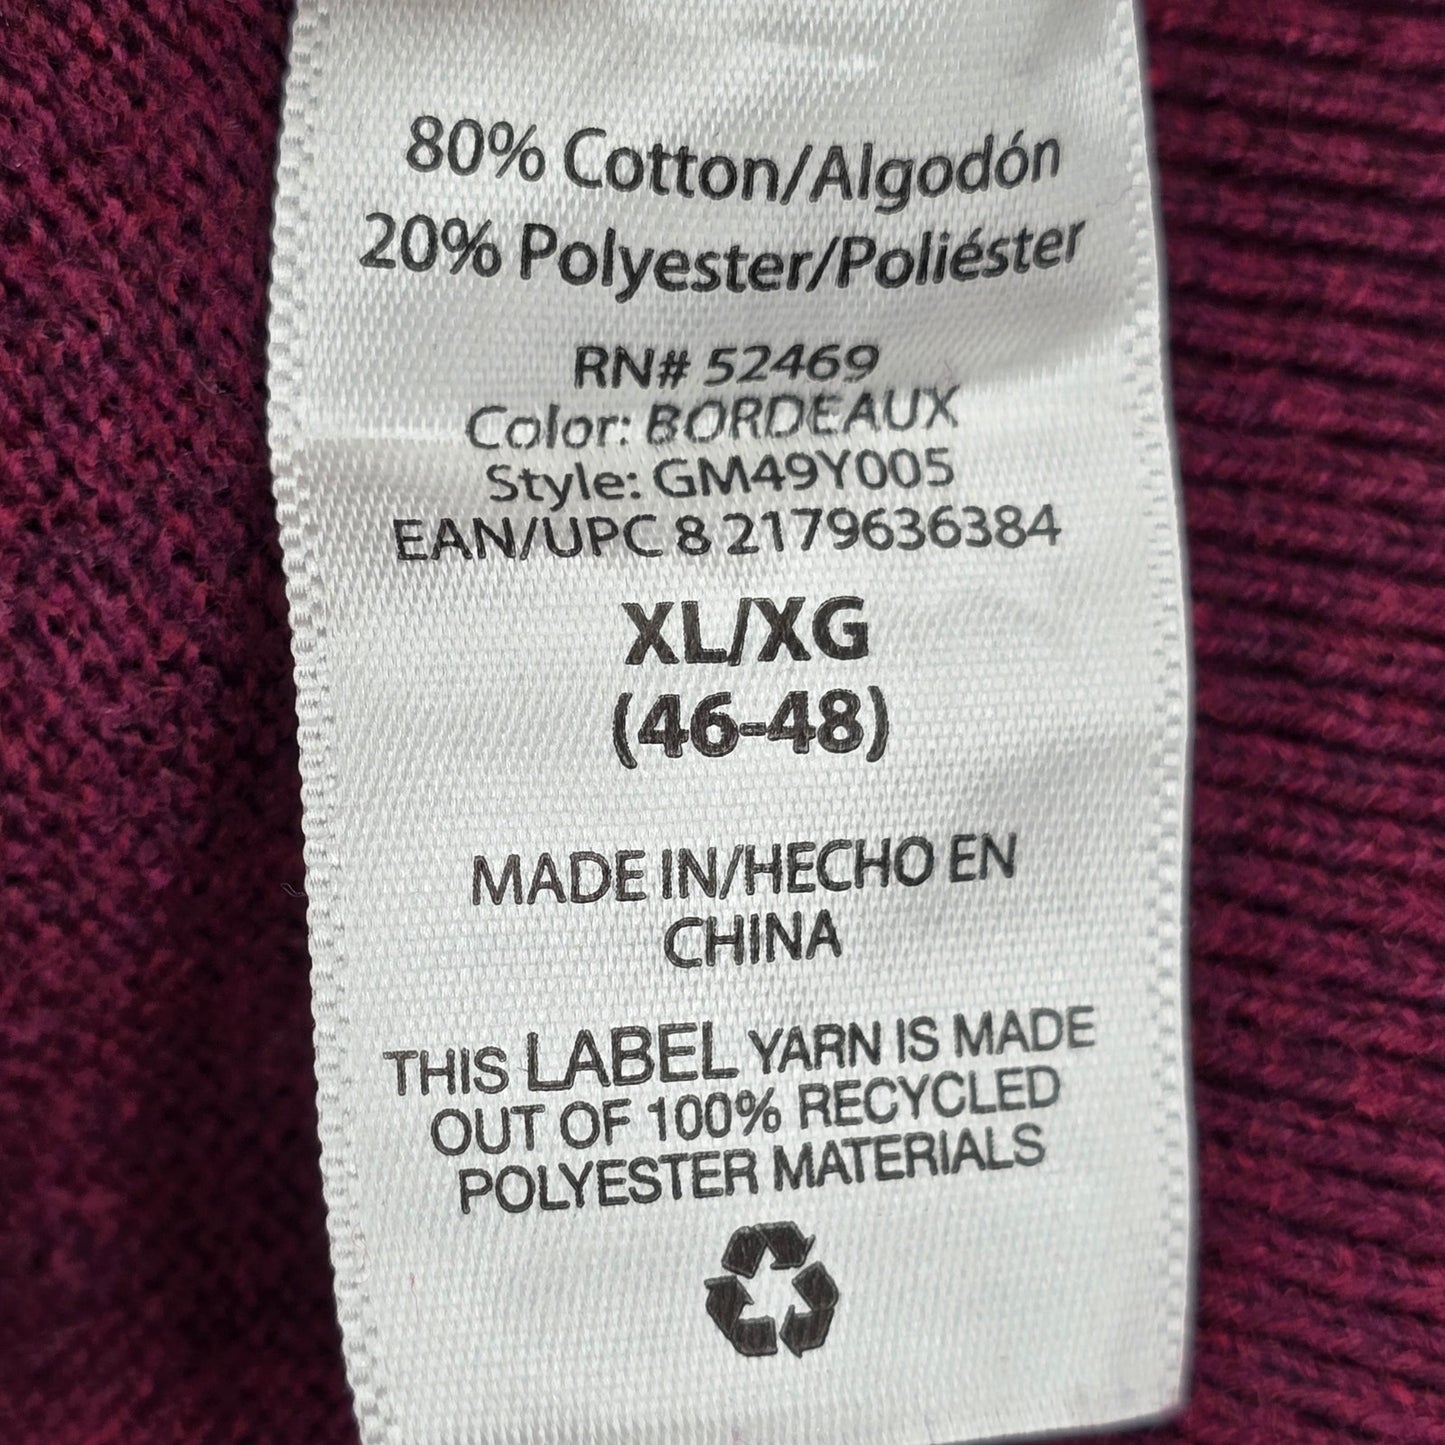 80% Cotton/Algodón
20% Polyester/Poliéster
RN# 52469
Color: BORDEAUX
Style: GM49Y005
EAN/UPC 8 2179636384
XL/XG
(46-48)
MADE IN/HECHO EN
CHINA
THIS LABEL YARN IS MADE
OUT OF 100% RECYCLED
POLYESTER MATERIALS